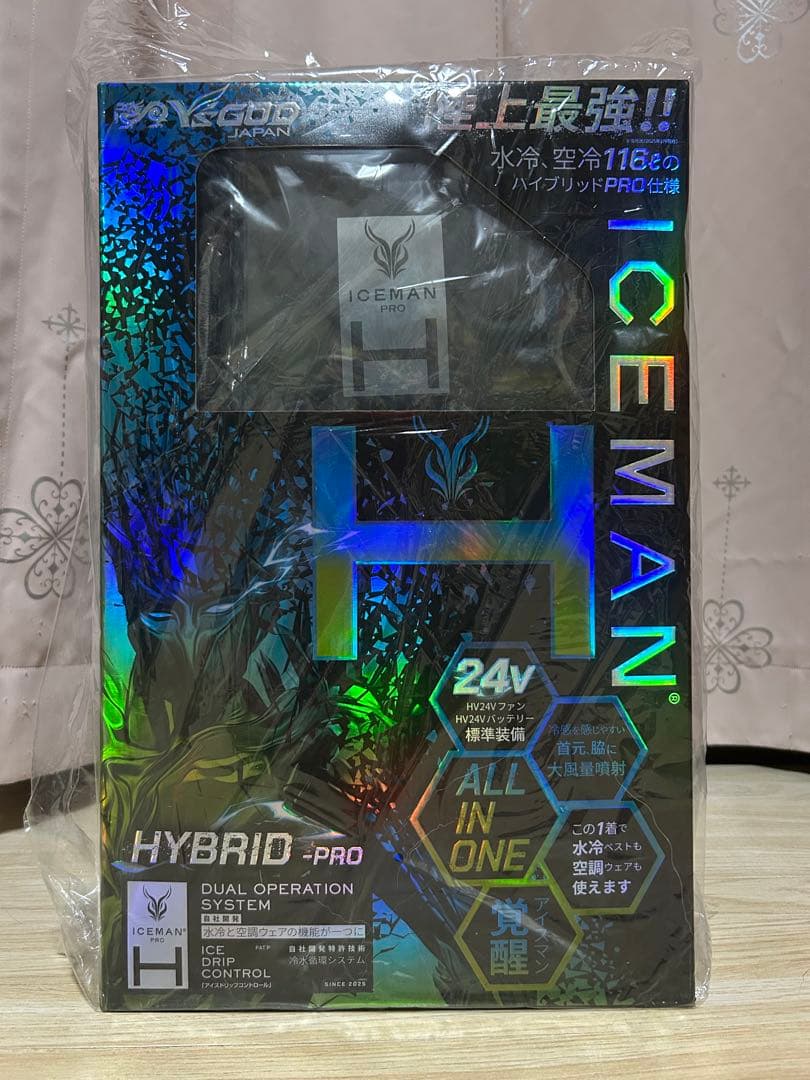 Y'sGOD
JAPAN
陸上最強!!
水冷、空冷116ℓの
ハイブリッドPRO仕様
ICEMAN®
ICEMAN
PRO
H
H
24V
HV24Vファン
HV24Vバッテリー
標準装備
冷感を感じやすい
首元、脇に
大風量噴射
ALL
IN
ONE
この1着で
水冷ベストも
空調ウェアも
使えます
アイスマン
覚醒
HYBRID -PRO
ICEMAN®
PRO
H
DUAL OPERATION
SYSTEM
自社開発
水冷と空調ウェアの機能が一つに
ICE PAT.P
DRIP
CONTROL
「アイスドリップコントロール」
自社開発特許技術
冷水循環システム
SINCE 2025